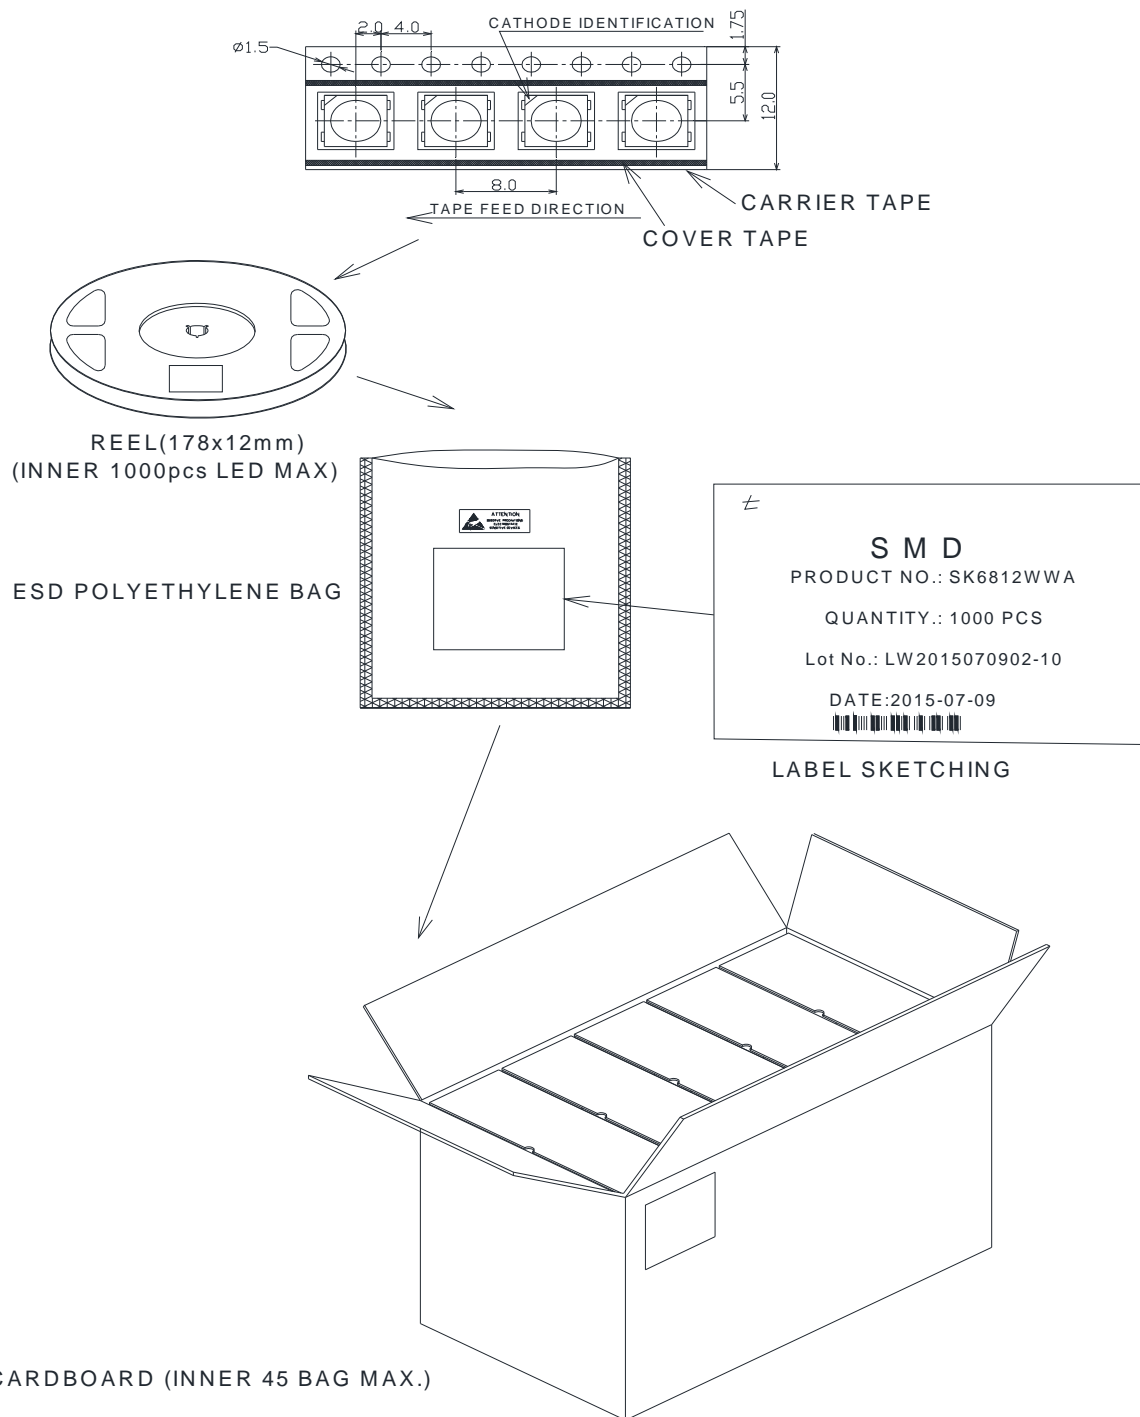 2.0
4.0
CATHODE IDENTIFICATION
1.75
ø1.5
5.5
12.0
8.0
TAPE FEED DIRECTION
CARRIER TAPE
COVER TAPE
REEL(178x12mm)
(INNER 1000pcs LED MAX)
ATTENTION
ESD POLYETHYLENE BAG
SMD
PRODUCT NO.: SK6812WWA
QUANTITY.: 1000 PCS
Lot No.: LW2015070902-10
DATE:2015-07-09
LABEL SKETCHING
CARDBOARD (INNER 45 BAG MAX.)